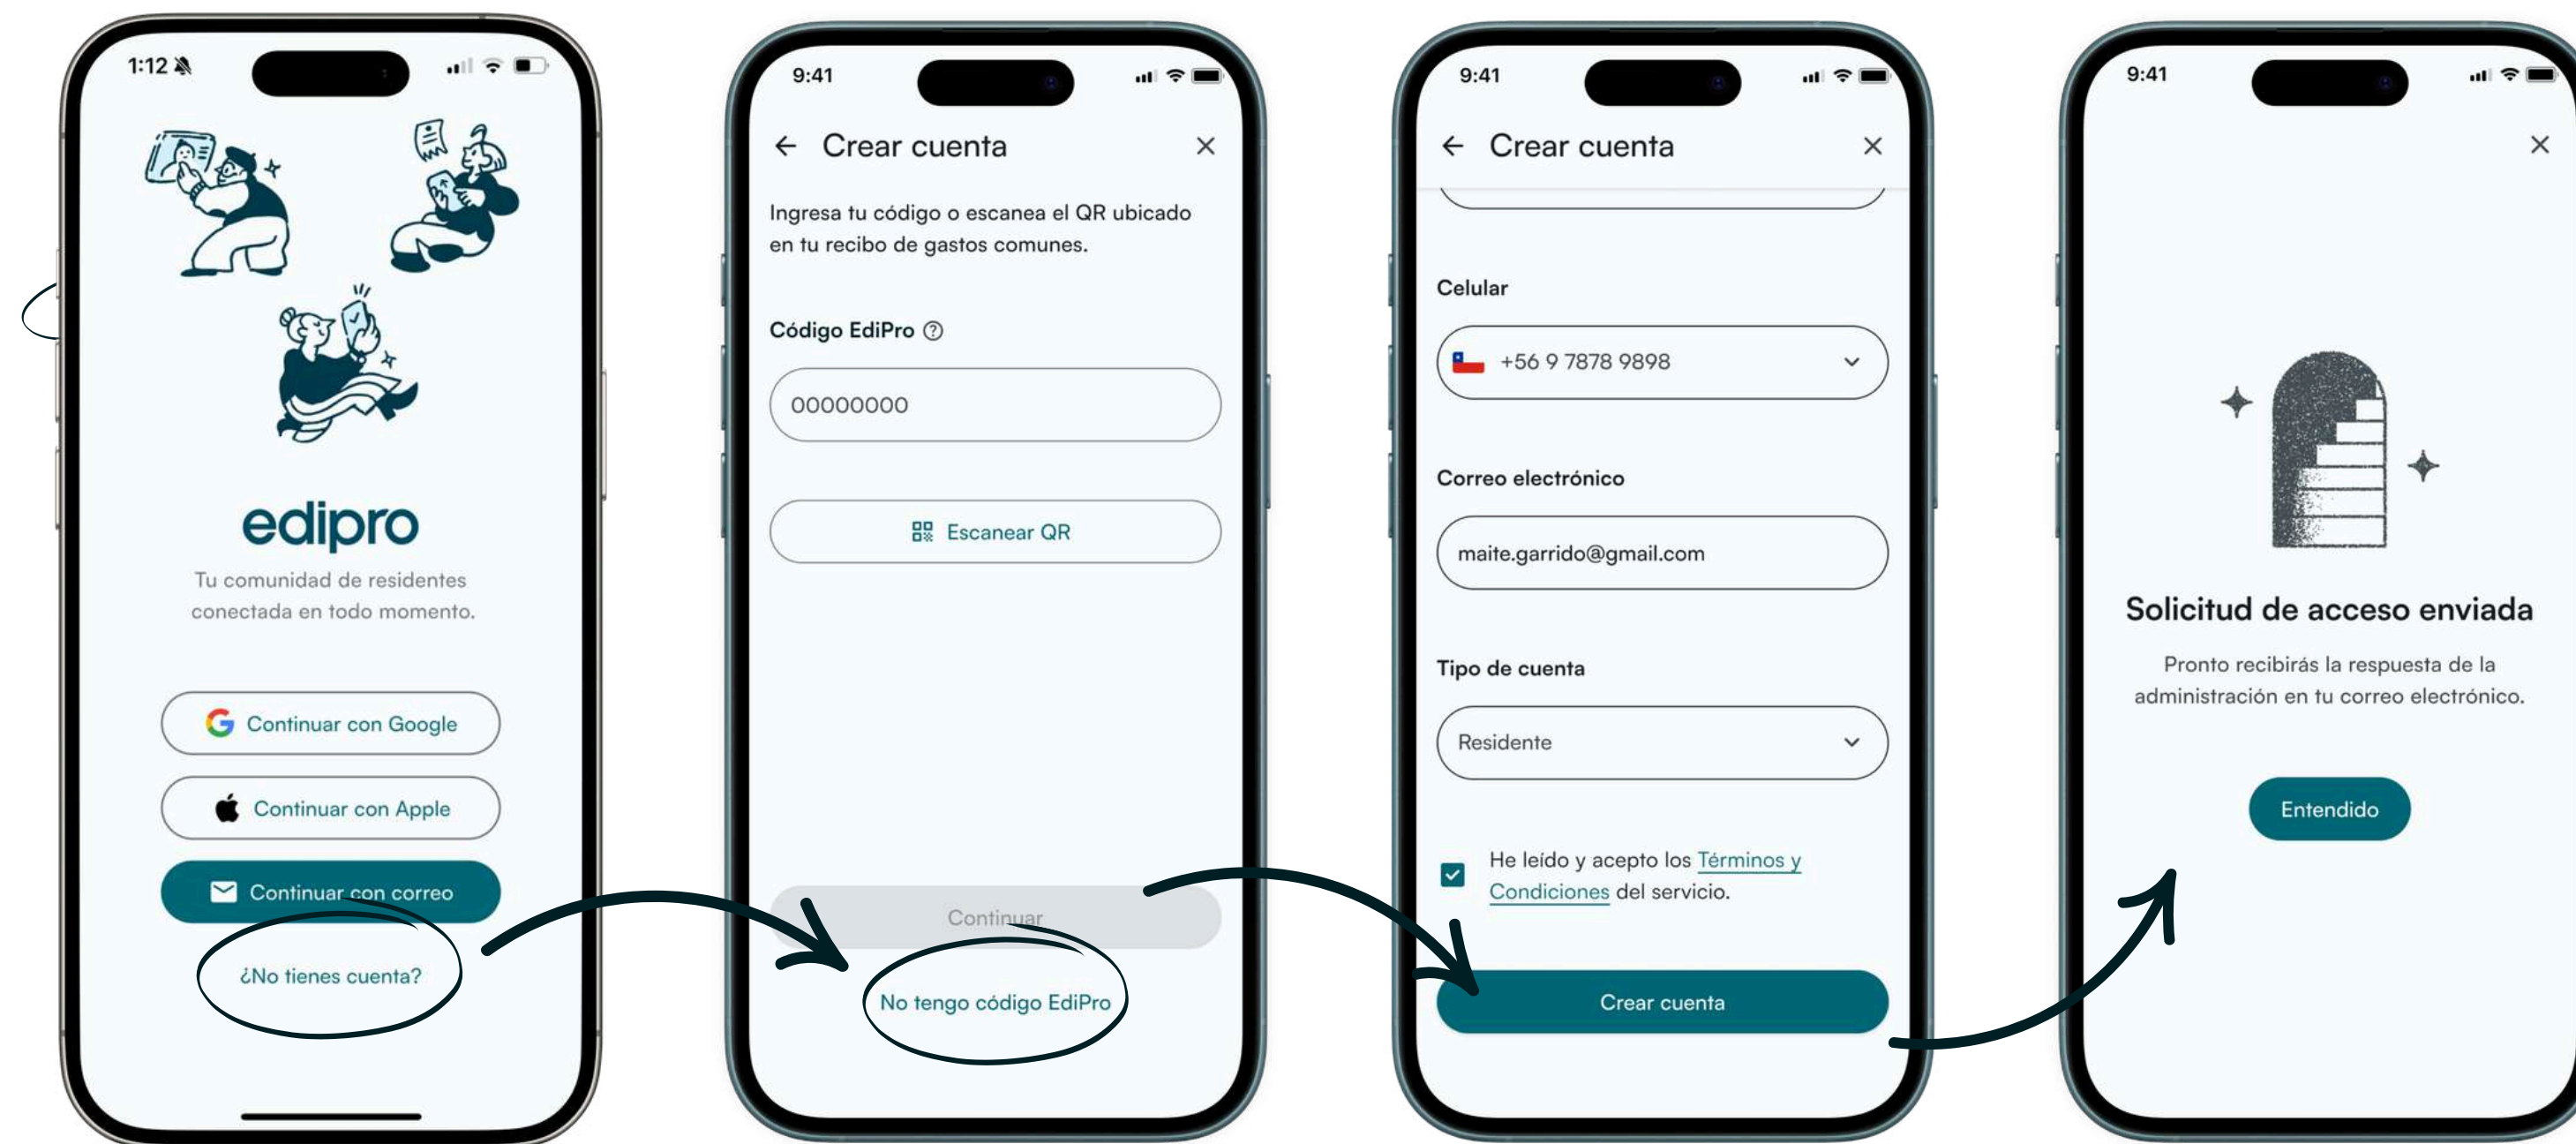 1:12
edipro
Tu comunidad de residentes
conectada en todo momento.
Continuar con Google
Continuar con Apple
Continuar con correo
¿No tienes cuenta?
9:41
Crear cuenta
Ingresa tu código o escanea el QR ubicado
en tu recibo de gastos comunes.
Código EdiPro ?
00000000
Escanear QR
Continuar
No tengo código EdiPro
9:41
Crear cuenta
Celular
+56 9 7878 9898
Correo electrónico
maite.garrido@gmail.com
Tipo de cuenta
Residente
He leído y acepto los Términos y
Condiciones del servicio.
Crear cuenta
9:41
Solicitud de acceso enviada
Pronto recibirás la respuesta de la
administración en tu correo electrónico.
Entendido